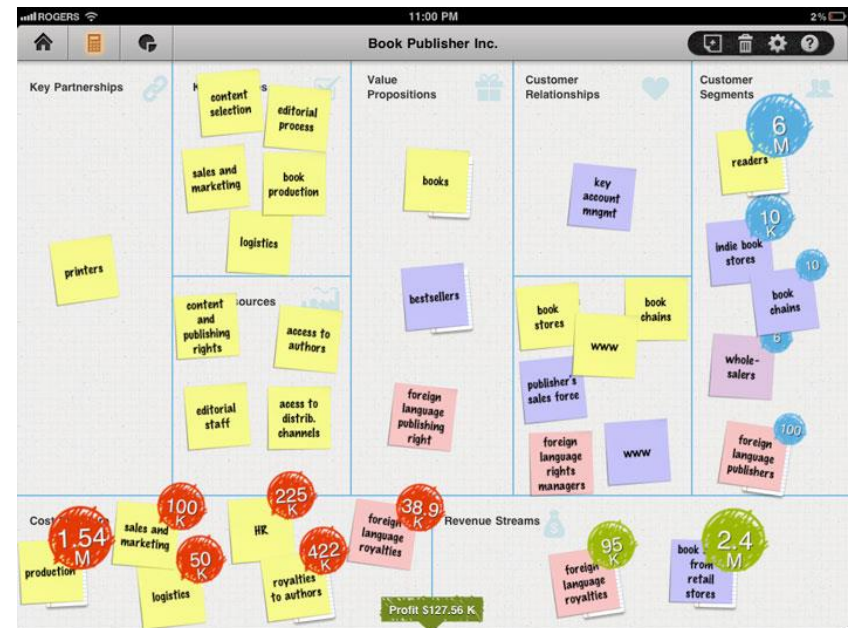 ROGERS
11:00 PM
2%
Book Publisher Inc.
Key Partnerships
printers
content
selection
editorial
process
sales and
marketing
book
production
logistics
content
and
publishing
rights
access to
authors
editorial
staff
acess to
distrib.
channels
Value
Propositions
books
bestsellers
foreign
language
publishing
right
Customer
Relationships
key
account
mngmt
book
stores
book
chains
www
publisher's
sales force
foreign
language
rights
managers
www
Customer
Segments
6
M
readers
10
K
indie book
stores
10
book
chains
6
whole-
salers
100
foreign
language
publishers
1.54
M
production
100
K
sales and
marketing
50
K
logistics
225
K
HR
422
K
royalties
to authors
38.9
K
foreign
language
royalties
Revenue Streams
95
K
foreign
language
royalties
2.4
M
book
from
retail
stores
Profit $127.56 K